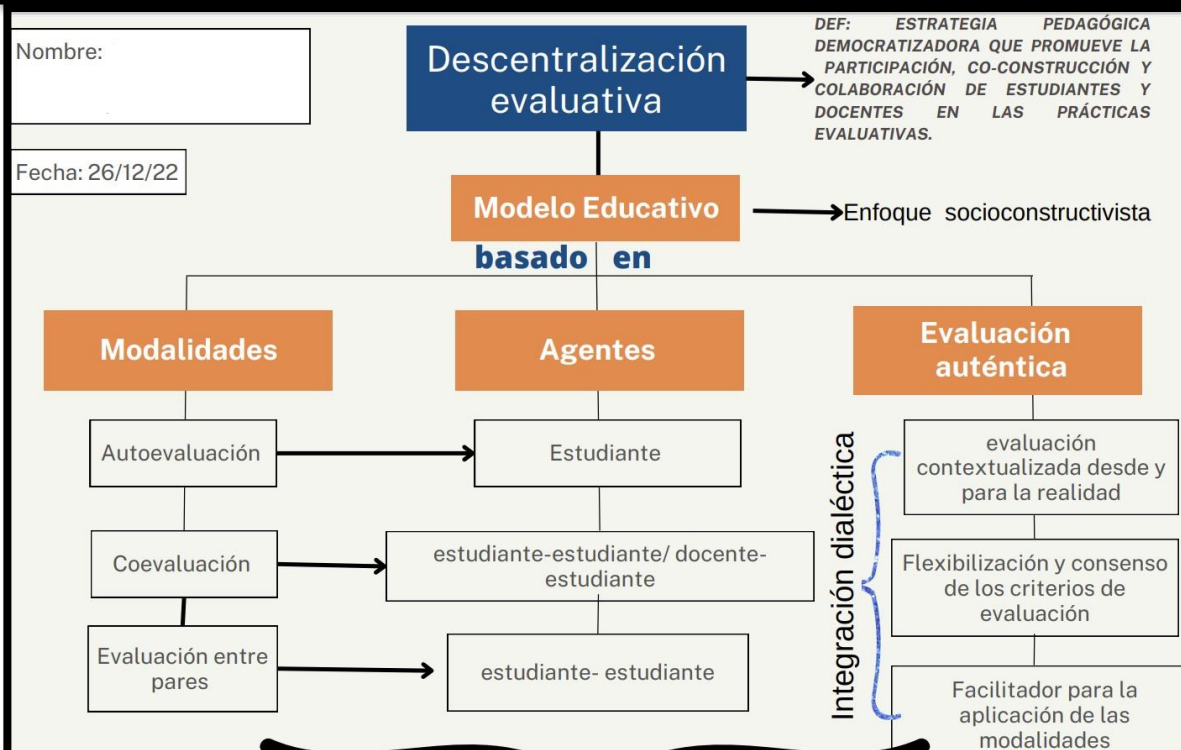 Nombre:
Fecha: 26/12/22
Descentralización
evaluativa
DEF: ESTRATEGIA PEDAGÓGICA
DEMOCRATIZADORA QUE PROMUEVE LA
PARTICIPACIÓN, CO-CONSTRUCCIÓN Y
COLABORACIÓN DE ESTUDIANTES Y
DOCENTES EN LAS PRÁCTICAS
EVALUATIVAS.
Modelo Educativo
Enfoque socioconstructivista
basado en
Modalidades
Agentes
Evaluación
auténtica
Autoevaluación
Estudiante
evaluación
contextualizada desde y
para la realidad
Coevaluación
estudiante-estudiante/ docente-
estudiante
Flexibilización y consenso
de los criterios de
evaluación
Evaluación entre
pares
estudiante- estudiante
Facilitador para la
aplicación de las
modalidades
Integración dialéctica